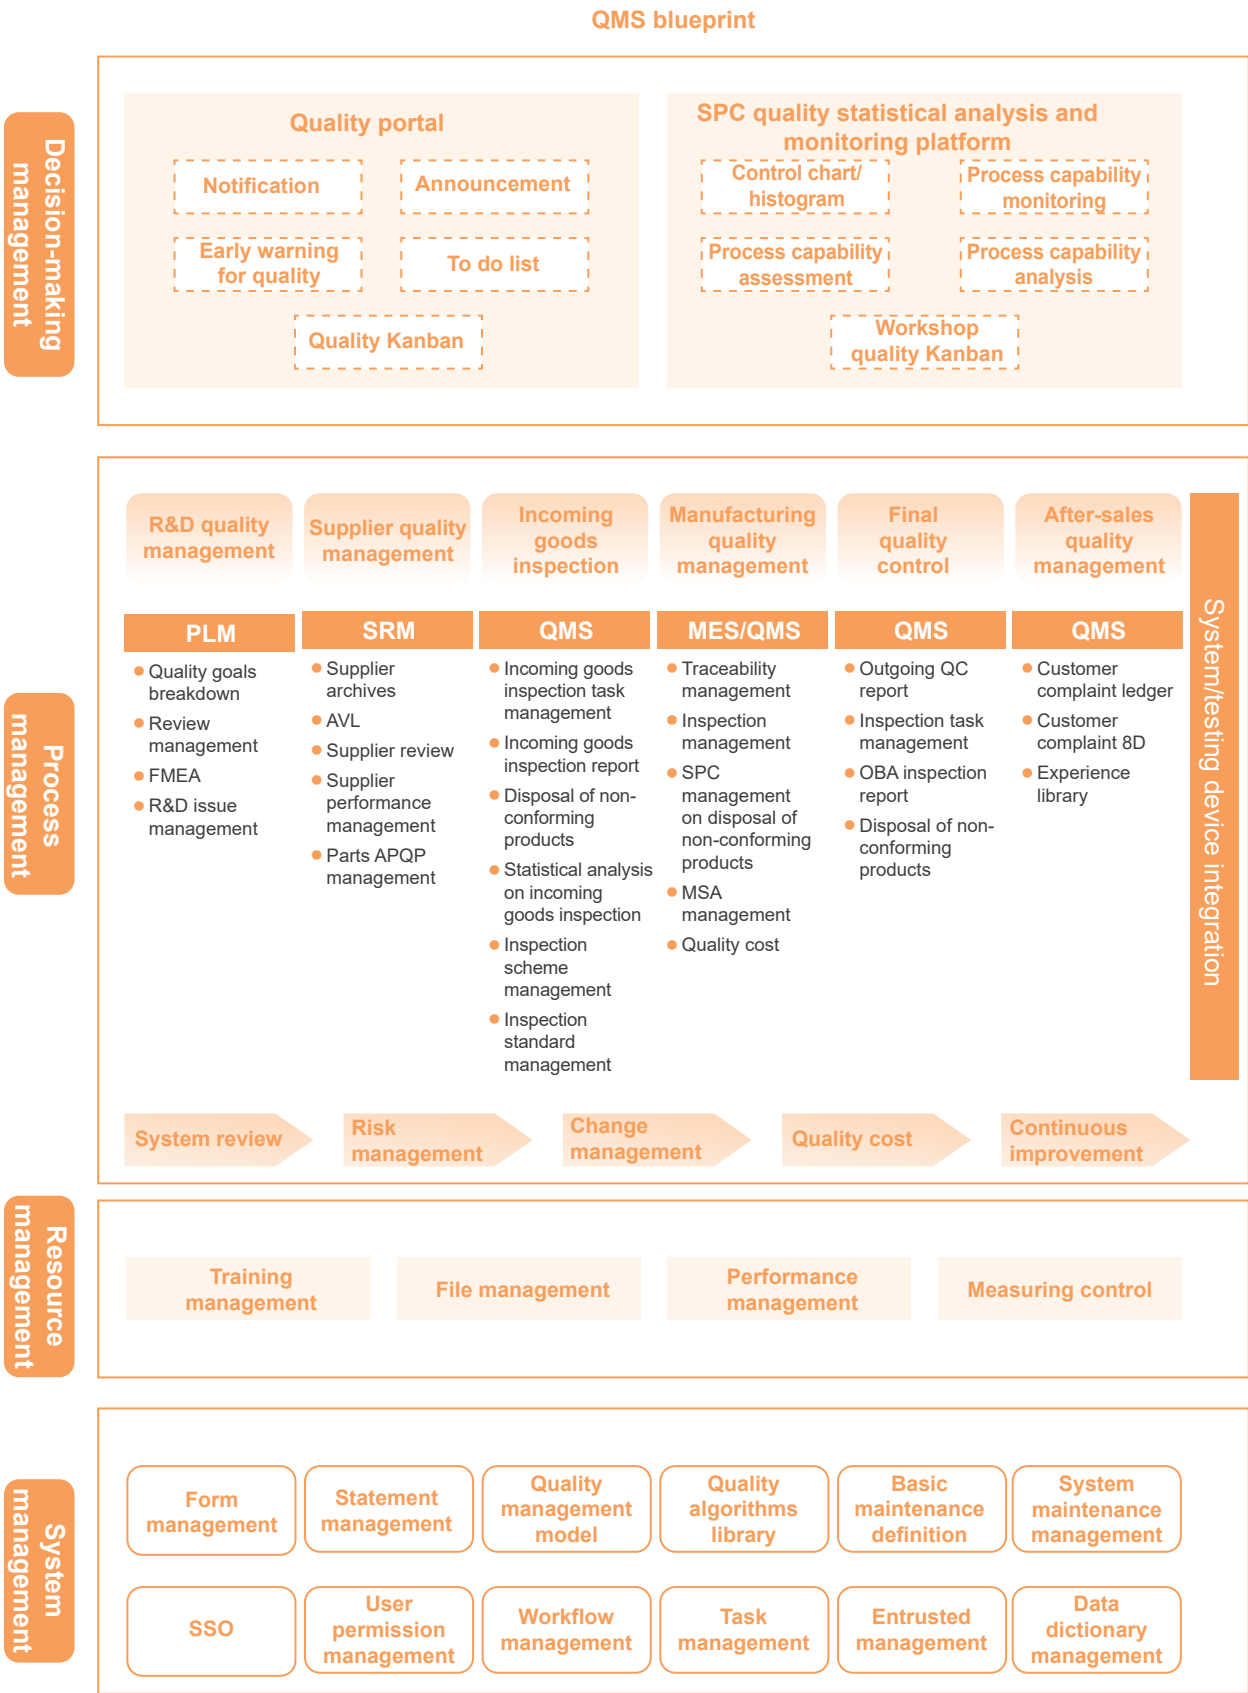 QMS blueprint
Decision-making
management
Quality portal
Notification
Announcement
Early warning
for quality
To do list
Quality Kanban
SPC quality statistical analysis and
monitoring platform
Control chart/
histogram
Process capability
monitoring
Process capability
assessment
Process capability
analysis
Workshop
quality Kanban
Process
management
R&D quality
management
Supplier quality
management
Incoming
goods
inspection
Manufacturing
quality
management
Final
quality
control
After-sales
quality
management
PLM
Quality goals
breakdown
Review
management
FMEA
R&D issue
management
SRM
Supplier
archives
AVL
Supplier review
Supplier
performance
management
Parts APQP
management
QMS
Incoming goods
inspection task
management
Incoming goods
inspection report
Disposal of non-
conforming
products
Statistical analysis
on incoming
goods inspection
Inspection
scheme
management
Inspection
standard
management
MES/QMS
Traceability
management
Inspection
management
SPC
management
on disposal of
non-conforming
products
MSA
management
Quality cost
QMS
Outgoing QC
report
Inspection task
management
OBA inspection
report
Disposal of non-
conforming
products
QMS
Customer
complaint ledger
Customer
complaint 8D
Experience
library
System/testing device integration
System review
Risk
management
Change
management
Quality cost
Continuous
improvement
Resource
management
Training
management
File management
Performance
management
Measuring control
System
management
Form
management
Statement
management
Quality
management
model
Quality
algorithms
library
Basic
maintenance
definition
System
maintenance
management
SSO
User
permission
management
Workflow
management
Task
management
Entrusted
management
Data
dictionary
management